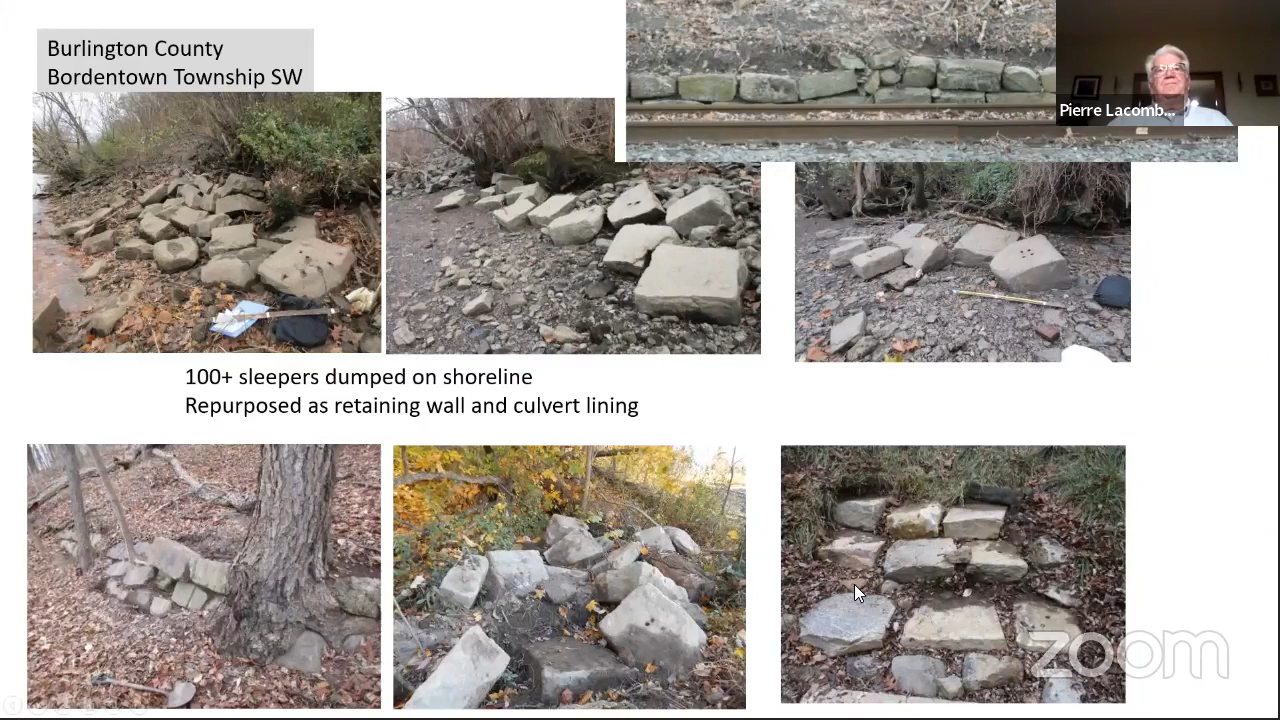 Burlington County
Bordentown Township SW
Pierre Lacomb...
100+ sleepers dumped on shoreline
Repurposed as retaining wall and culvert lining
zoom